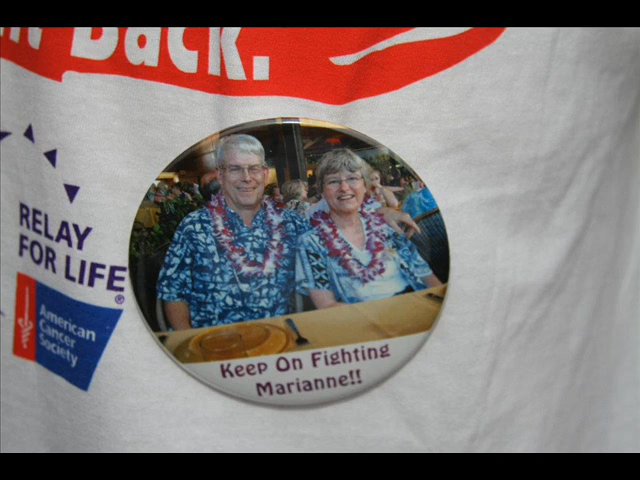 Back.
RELAY
FOR LIFE®
American
Cancer
Society
Keep On Fighting
Marianne!!